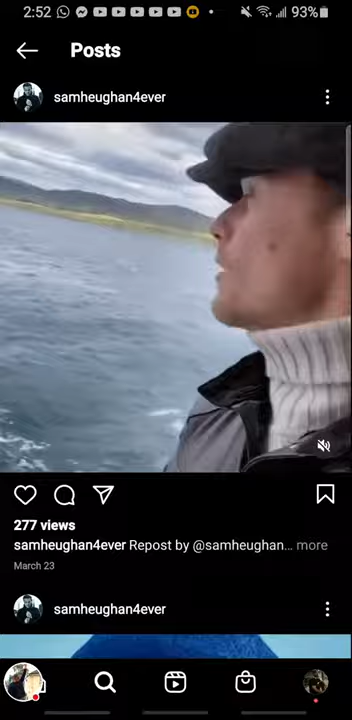 2:52
93%
Posts
samheughan4ever
277 views
samheughan4ever Repost by @samheughan... more
March 23
samheughan4ever